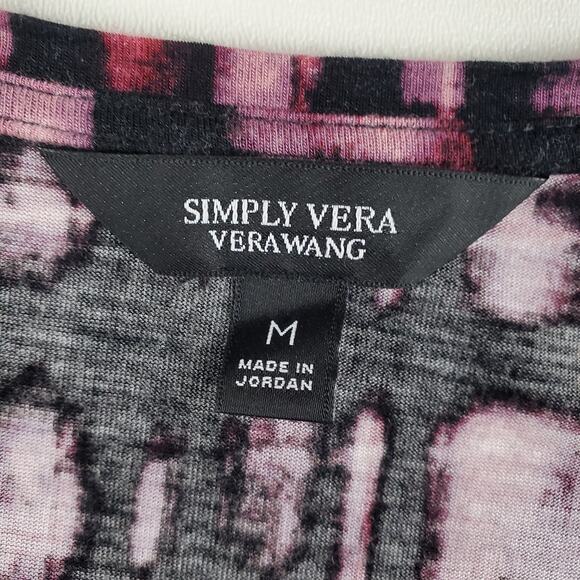 SIMPLY VERA
VERAWANG
M
MADE IN
JORDAN